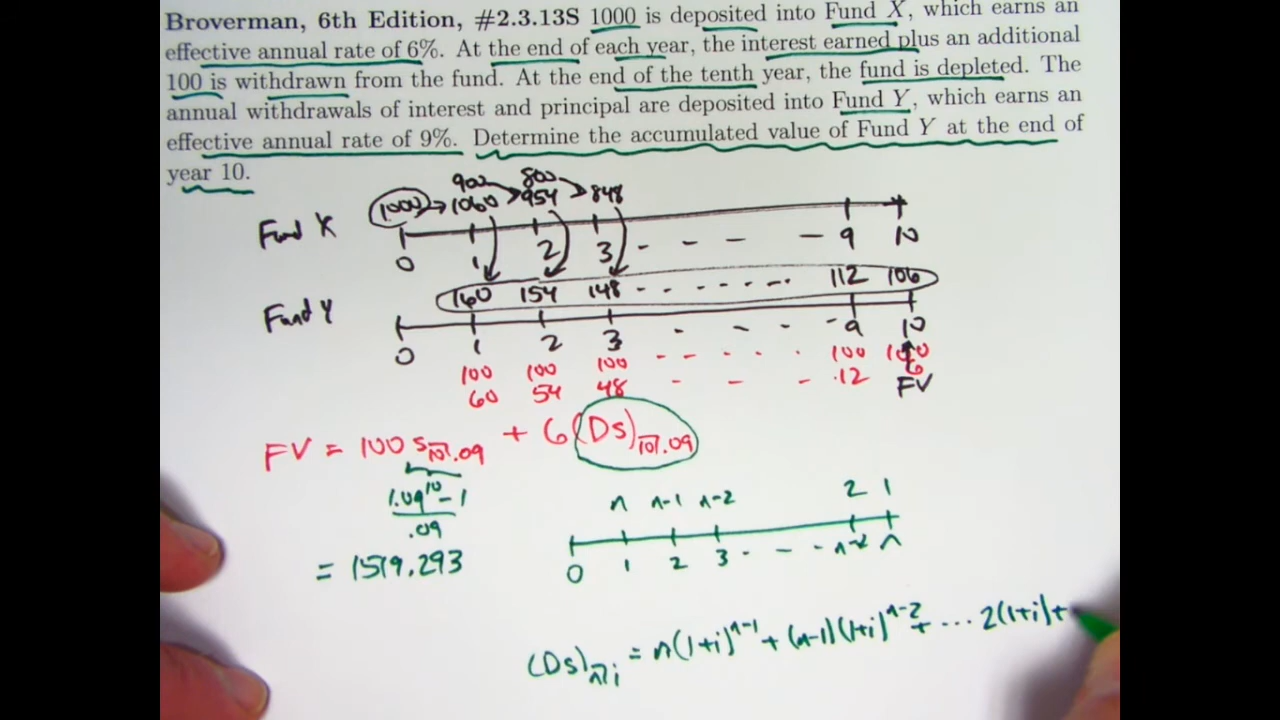 Broverman, 6th Edition, #2.3.13S 1000 is deposited into Fund X, which earns an
effective annual rate of 6%. At the end of each year, the interest earned plus an additional
100 is withdrawn from the fund. At the end of the tenth year, the fund is depleted. The
annual withdrawals of interest and principal are deposited into Fund Y, which earns an
effective annual rate of 9%. Determine the accumulated value of Fund Y at the end of
year 10.
900 800
1000 → 1060 → 954 → 848
Fund X
0 1 2 3 - - - - 9 10
160 154 148 - - - - - - 112 106
Fund Y
0 1 2 3 - - - - 9 10
100 100 100 - - - - 100 100
60 54 48 - - - 12 6
FV
FV = 100 s_10⌉.09 + 6(Ds)_10⌉.09
1.09^10 - 1
.09
= 1519.293
n n-1 n-2 2 1
0 1 2 3 - - - - n-1 n
(Ds)_n⌉i = n(1+i)^n-1 + (n-1)(1+i)^n-2 + ... 2(1+i)+